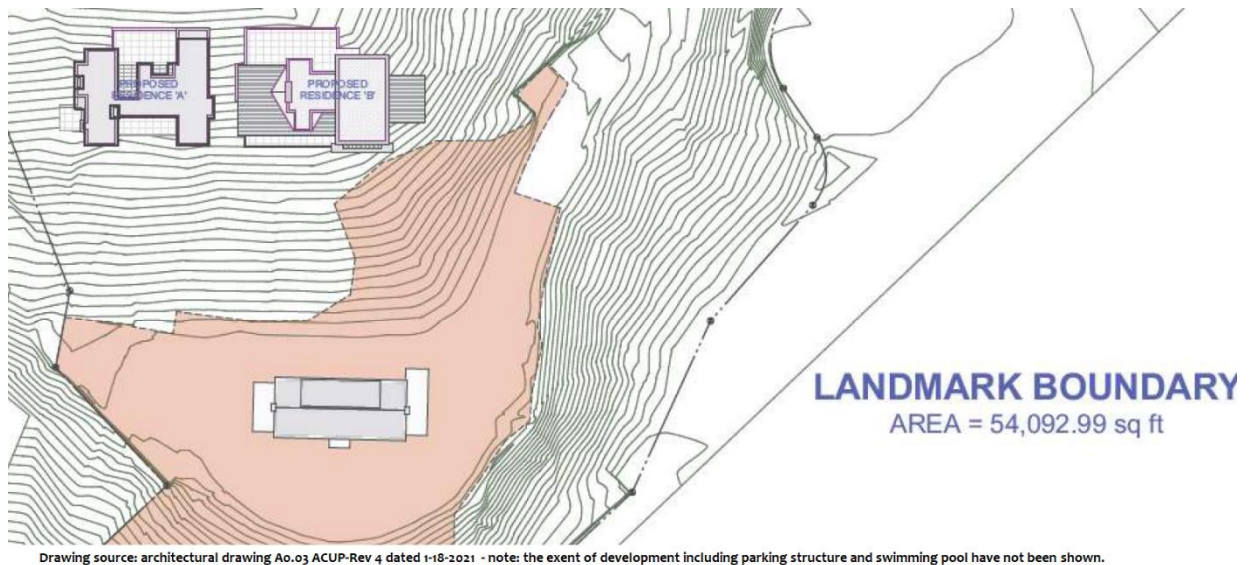 PROPOSED
RESIDENCE 'A'
PROPOSED
RESIDENCE 'B'
LANDMARK BOUNDARY
AREA = 54,092.99 sq ft
Drawing source: architectural drawing A0.03 ACUP-Rev 4 dated 1-18-2021 - note: the exent of development including parking structure and swimming pool have not been shown.